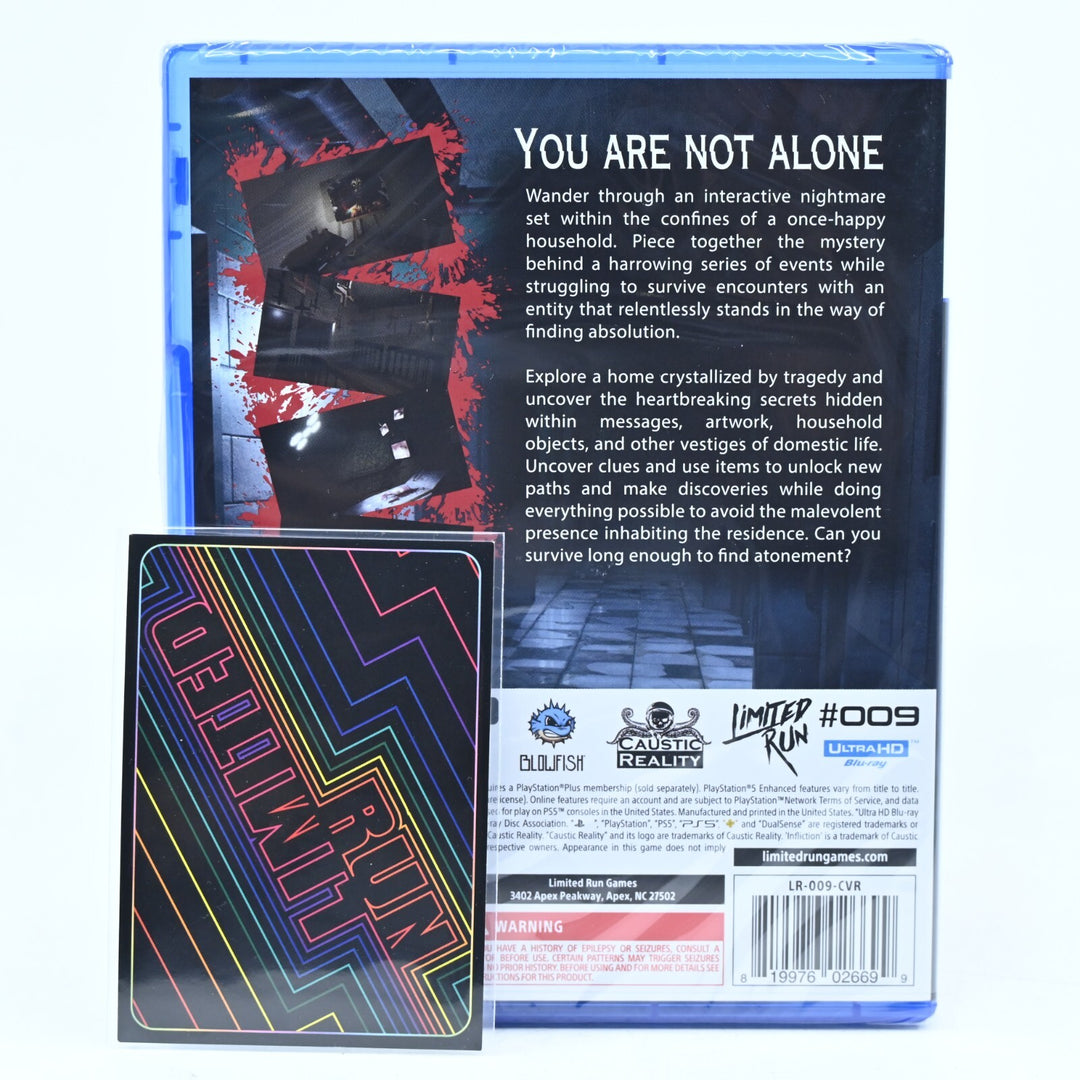 YOU ARE NOT ALONE
Wander through an interactive nightmare
set within the confines of a once-happy
household. Piece together the mystery
behind a harrowing series of events while
struggling to survive encounters with an
entity that relentlessly stands in the way of
finding absolution.
Explore a home crystallized by tragedy and
uncover the heartbreaking secrets hidden
within messages, artwork, household
objects, and other vestiges of domestic life.
Uncover clues and use items to unlock new
paths and make discoveries while doing
everything possible to avoid the malevolent
presence inhabiting the residence. Can you
survive long enough to find atonement?
LIMITED
RUN
BLOWFISH
CAUSTIC
REALITY
LIMITED
RUN
#009
ULTRA HD™
Blu-ray
a PlayStation®Plus membership (sold separately). PlayStation®5 Enhanced features vary from title to title.
license). Online features require an account and are subject to PlayStation™Network Terms of Service, and data
for play on PS5™ consoles in the United States. Manufactured and printed in the United States. "Ultra HD Blu-ray
Disc Association. "PlayStation", "PS5", "PS5" and "DualSense" are registered trademarks or
Caustic Reality. "Caustic Reality" and its logo are trademarks of Caustic Reality. 'Infliction' is a trademark of Caustic
respective owners. Appearance in this game does not imply
limitedrungames.com
Limited Run Games
3402 Apex Peakway, Apex, NC 27502
LR-009-CVR
WARNING
HAVE A HISTORY OF EPILEPSY OR SEIZURES, CONSULT A
BEFORE USE. CERTAIN PATTERNS MAY TRIGGER SEIZURES
NO PRIOR HISTORY. BEFORE USING AND FOR MORE DETAILS SEE
FOR THIS PRODUCT.
8 19976 02669 9